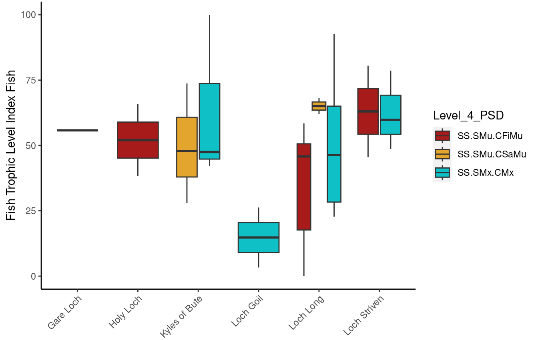 Fish Trophic Level Index Fish
100
75
50
25
0
Gare Loch
Holy Loch
Kyles of Bute
Loch Goil
Loch Long
Loch Striven
Level_4_PSD
SS.SMu.CFiMu
SS.SMu.CSaMu
SS.SMx.CMx